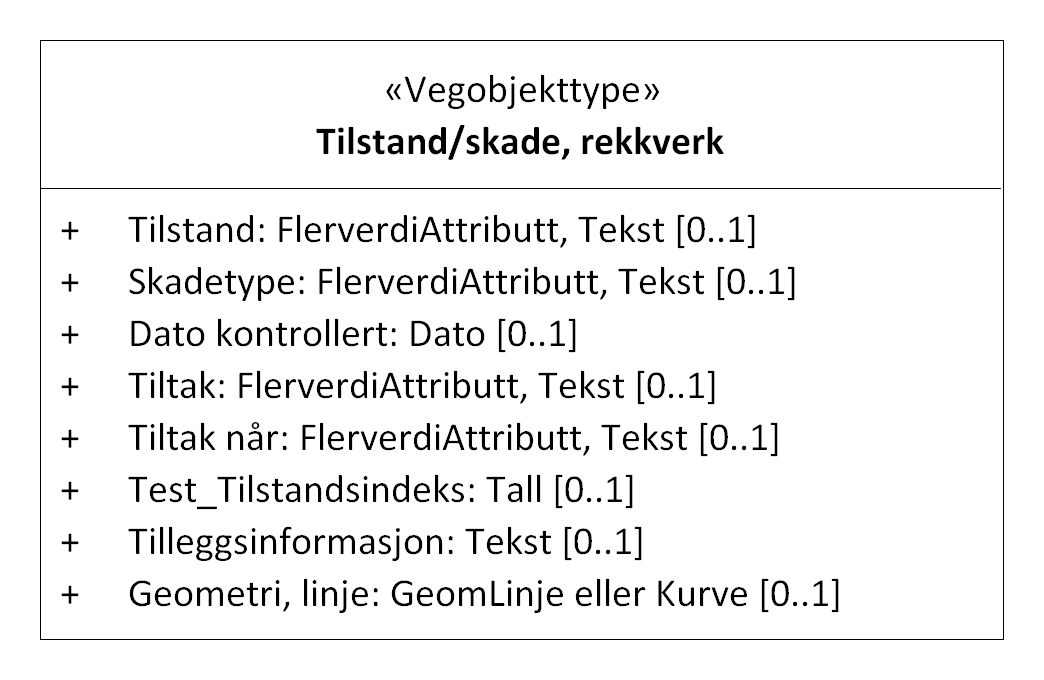 «Vegobjekttype»
Tilstand/skade, rekkverk
+ Tilstand: FlerverdiAttributt, Tekst [0..1]
+ Skadetype: FlerverdiAttributt, Tekst [0..1]
+ Dato kontrollert: Dato [0..1]
+ Tiltak: FlerverdiAttributt, Tekst [0..1]
+ Tiltak når: FlerverdiAttributt, Tekst [0..1]
+ Test_Tilstandsindeks: Tall [0..1]
+ Tilleggsinformasjon: Tekst [0..1]
+ Geometri, linje: GeomLinje eller Kurve [0..1]